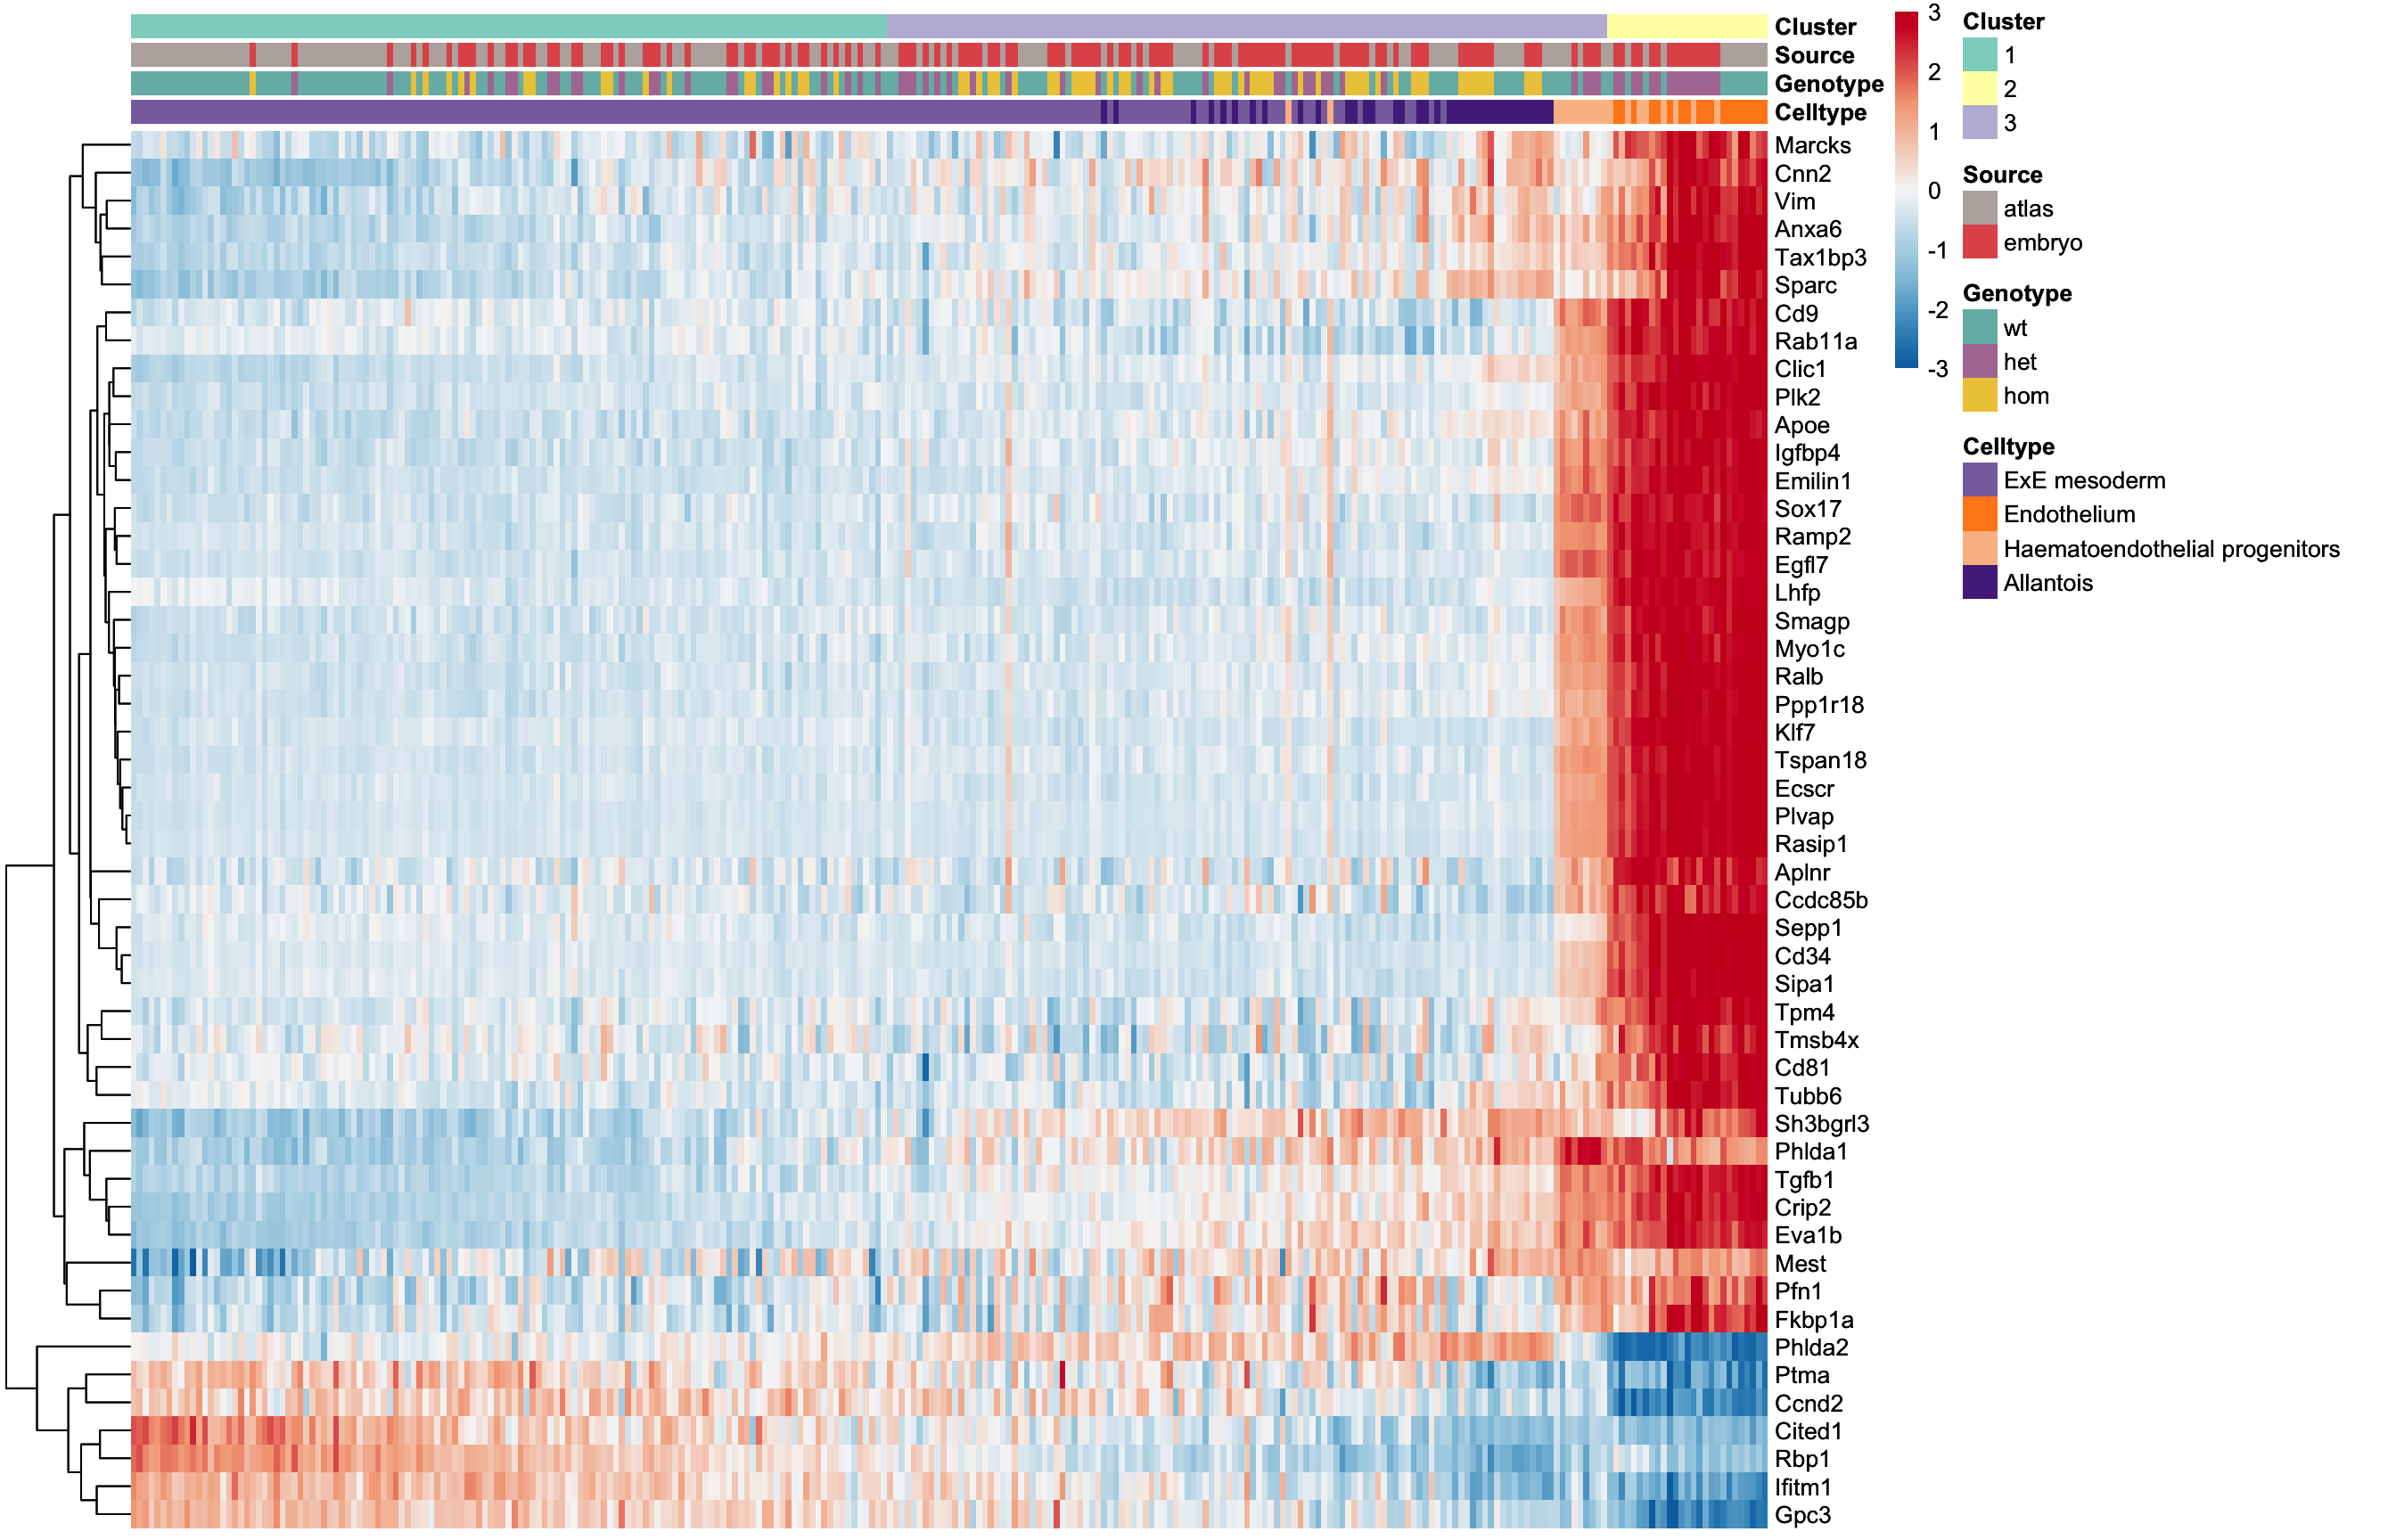 Cluster
Source
Genotype
Celltype
Marcks
Cnn2
Vim
Anxa6
Tax1bp3
Sparc
Cd9
Rab11a
Clic1
Plk2
Apoe
Igfbp4
Emilin1
Sox17
Ramp2
Egfl7
Lhfp
Smagp
Myo1c
Ralb
Ppp1r18
Klf7
Tspan18
Ecscr
Plvap
Rasip1
Aplnr
Ccdc85b
Sepp1
Cd34
Sipa1
Tpm4
Tmsb4x
Cd81
Tubb6
Sh3bgrl3
Phlda1
Tgfb1
Crip2
Eva1b
Mest
Pfn1
Fkbp1a
Phlda2
Ptma
Ccnd2
Cited1
Rbp1
Ifitm1
Gpc3
3
2
1
0
-1
-2
-3
Cluster
1
2
3
Source
atlas
embryo
Genotype
wt
het
hom
Celltype
ExE mesoderm
Endothelium
Haematoendothelial progenitors
Allantois